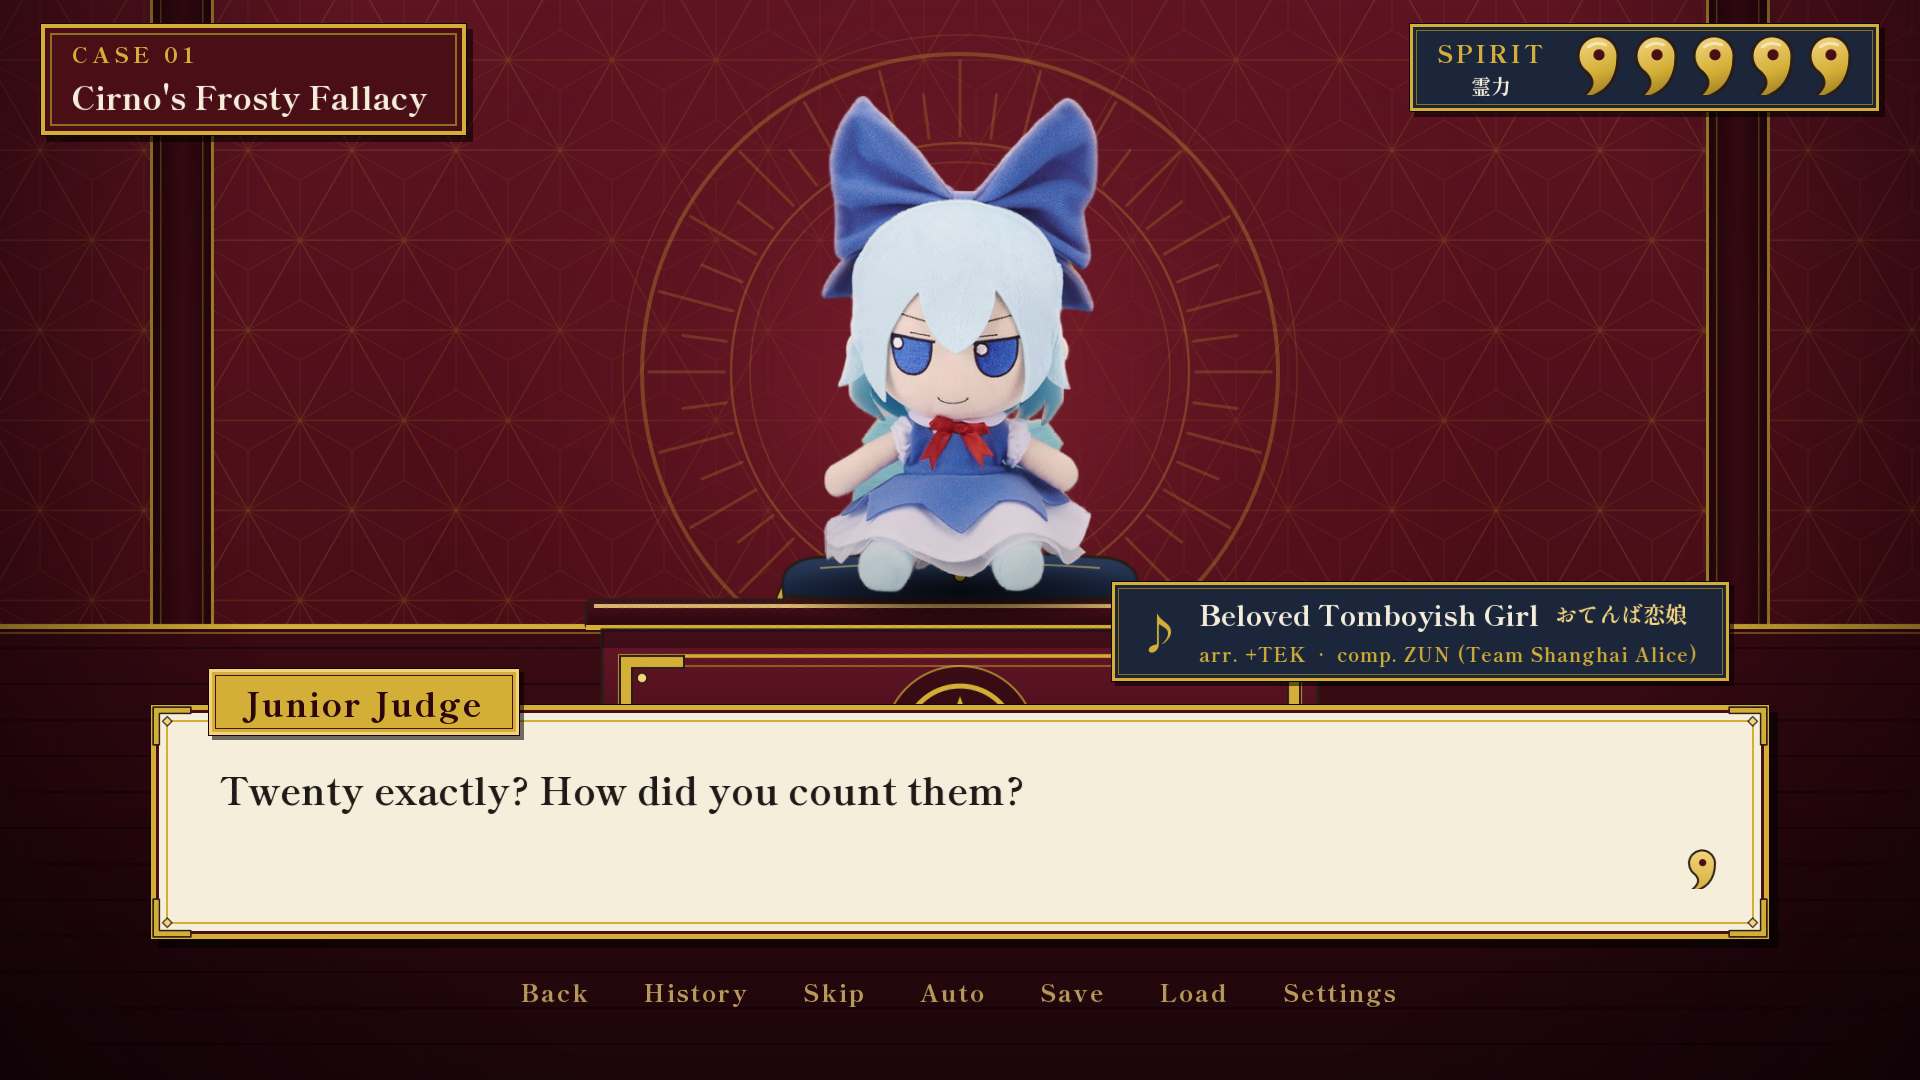 CASE 01
Cirno's Frosty Fallacy
SPIRIT
霊力
Beloved Tomboyish Girl おてんば恋娘
arr. +TEK · comp. ZUN (Team Shanghai Alice)
Junior Judge
Twenty exactly? How did you count them?
Back History Skip Auto Save Load Settings